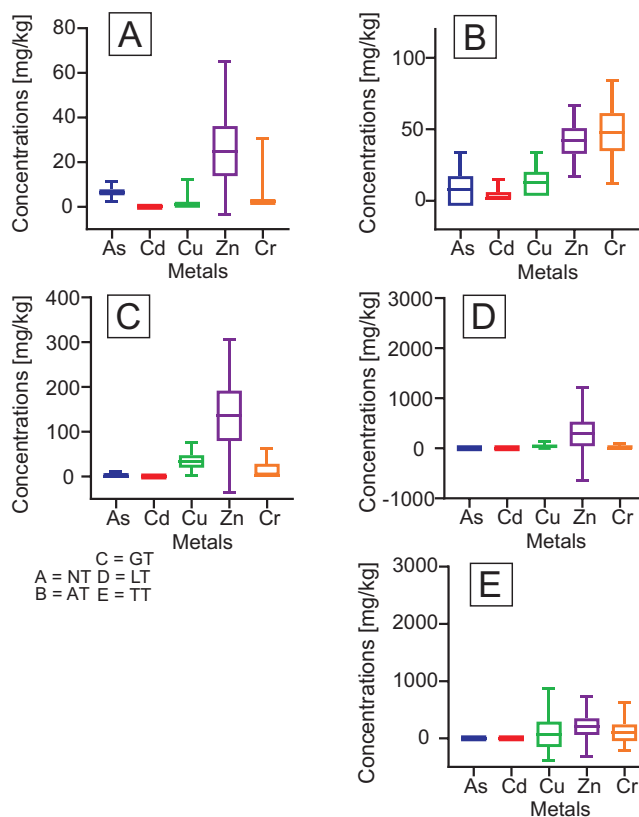 A
Concentrations [mg/kg]
80
60
40
20
0
As Cd Cu Zn Cr
Metals
B
Concentrations [mg/kg]
100
50
0
As Cd Cu Zn Cr
Metals
C
Concentrations [mg/kg]
400
300
200
100
0
As Cd Cu Zn Cr
Metals
D
Concentrations [mg/kg]
3000
2000
1000
0
-1000
As Cd Cu Zn Cr
Metals
C = GT
A = NT D = LT
B = AT E = TT
E
Concentrations [mg/kg]
3000
2000
1000
0
As Cd Cu Zn Cr
Metals